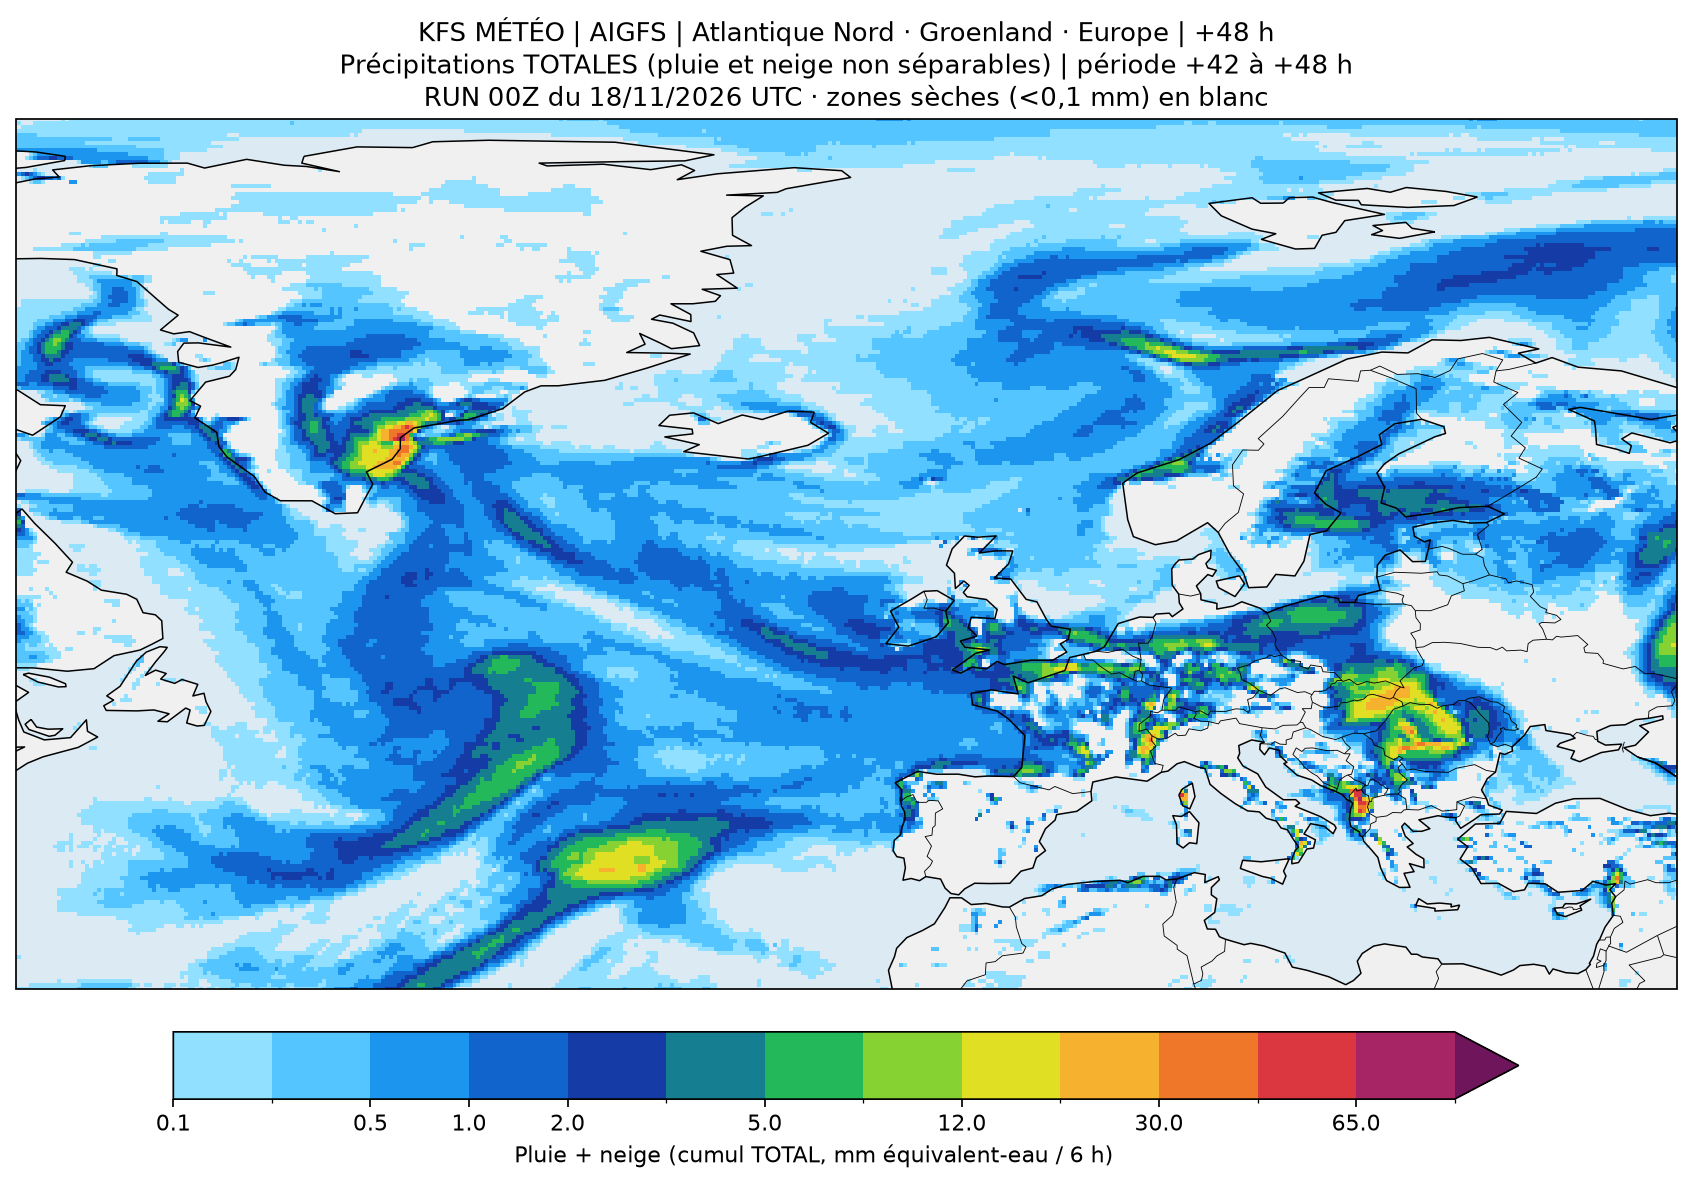 KFS MÉTÉO | AIGFS | Atlantique Nord · Groenland · Europe | +48 h
Précipitations TOTALES (pluie et neige non séparables) | période +42 à +48 h
RUN 00Z du 18/11/2026 UTC · zones sèches (<0,1 mm) en blanc
0.1 0.5 1.0 2.0 5.0 12.0 30.0 65.0
Pluie + neige (cumul TOTAL, mm équivalent-eau / 6 h)